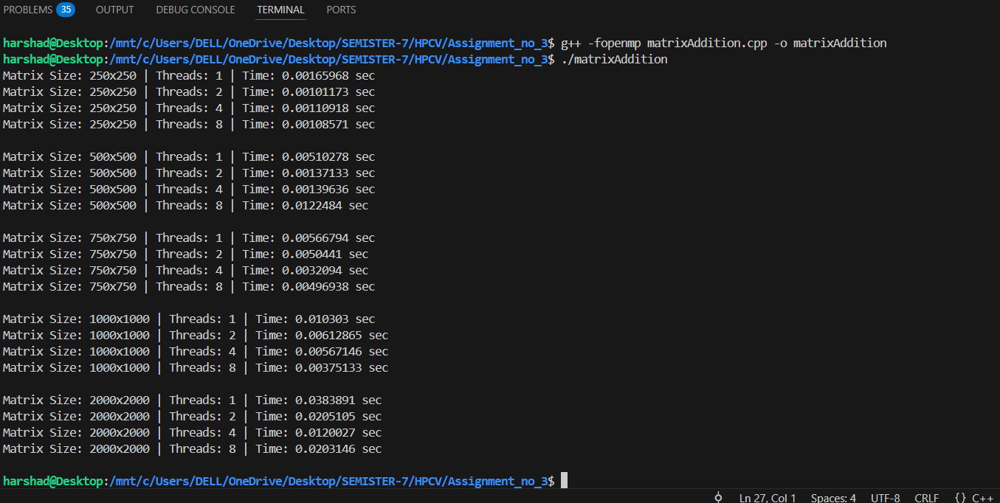 PROBLEMS 35 OUTPUT DEBUG CONSOLE TERMINAL PORTS
harshad@Desktop:/mnt/c/Users/DELL/OneDrive/Desktop/SEMISTER-7/HPCV/Assignment_no_3$ g++ -fopenmp matrixAddition.cpp -o matrixAddition
harshad@Desktop:/mnt/c/Users/DELL/OneDrive/Desktop/SEMISTER-7/HPCV/Assignment_no_3$ ./matrixAddition
Matrix Size: 250x250 | Threads: 1 | Time: 0.00165968 sec
Matrix Size: 250x250 | Threads: 2 | Time: 0.00101173 sec
Matrix Size: 250x250 | Threads: 4 | Time: 0.00110918 sec
Matrix Size: 250x250 | Threads: 8 | Time: 0.00108571 sec
Matrix Size: 500x500 | Threads: 1 | Time: 0.00510278 sec
Matrix Size: 500x500 | Threads: 2 | Time: 0.00137133 sec
Matrix Size: 500x500 | Threads: 4 | Time: 0.00139636 sec
Matrix Size: 500x500 | Threads: 8 | Time: 0.0122484 sec
Matrix Size: 750x750 | Threads: 1 | Time: 0.00566794 sec
Matrix Size: 750x750 | Threads: 2 | Time: 0.0050441 sec
Matrix Size: 750x750 | Threads: 4 | Time: 0.0032094 sec
Matrix Size: 750x750 | Threads: 8 | Time: 0.00496938 sec
Matrix Size: 1000x1000 | Threads: 1 | Time: 0.010303 sec
Matrix Size: 1000x1000 | Threads: 2 | Time: 0.00612865 sec
Matrix Size: 1000x1000 | Threads: 4 | Time: 0.00567146 sec
Matrix Size: 1000x1000 | Threads: 8 | Time: 0.00375133 sec
Matrix Size: 2000x2000 | Threads: 1 | Time: 0.0383891 sec
Matrix Size: 2000x2000 | Threads: 2 | Time: 0.0205105 sec
Matrix Size: 2000x2000 | Threads: 4 | Time: 0.0120027 sec
Matrix Size: 2000x2000 | Threads: 8 | Time: 0.0203146 sec
harshad@Desktop:/mnt/c/Users/DELL/OneDrive/Desktop/SEMISTER-7/HPCV/Assignment_no_3$
Ln 27, Col 1 Spaces: 4 UTF-8 CRLF {} C++